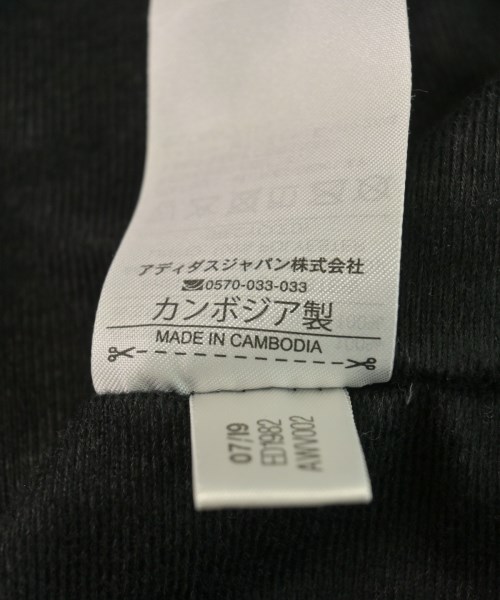 アディダスジャパン株式会社
0570-033-033
カンボジア製
MADE IN CAMBODIA
07/19
ED1982
AWV002